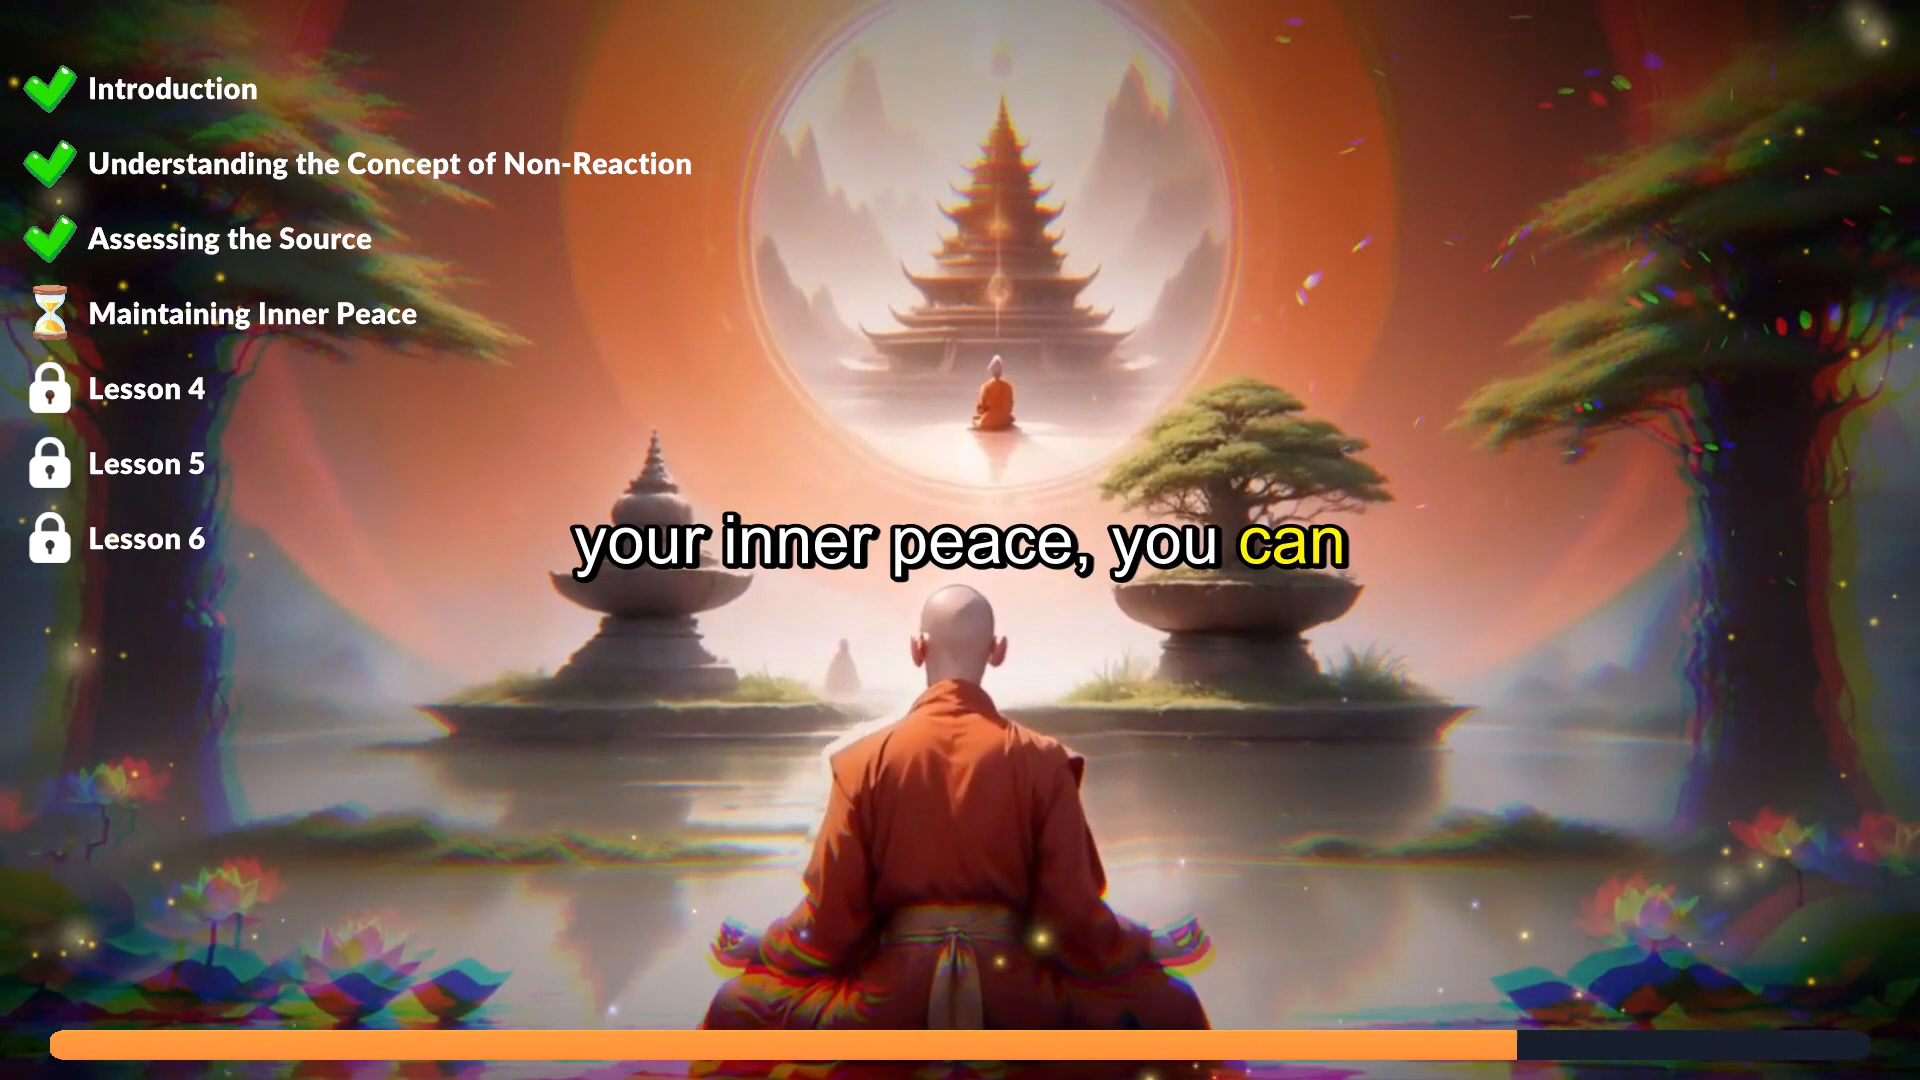 Introduction
Understanding the Concept of Non-Reaction
Assessing the Source
Maintaining Inner Peace
Lesson 4
Lesson 5
Lesson 6
your inner peace, you can